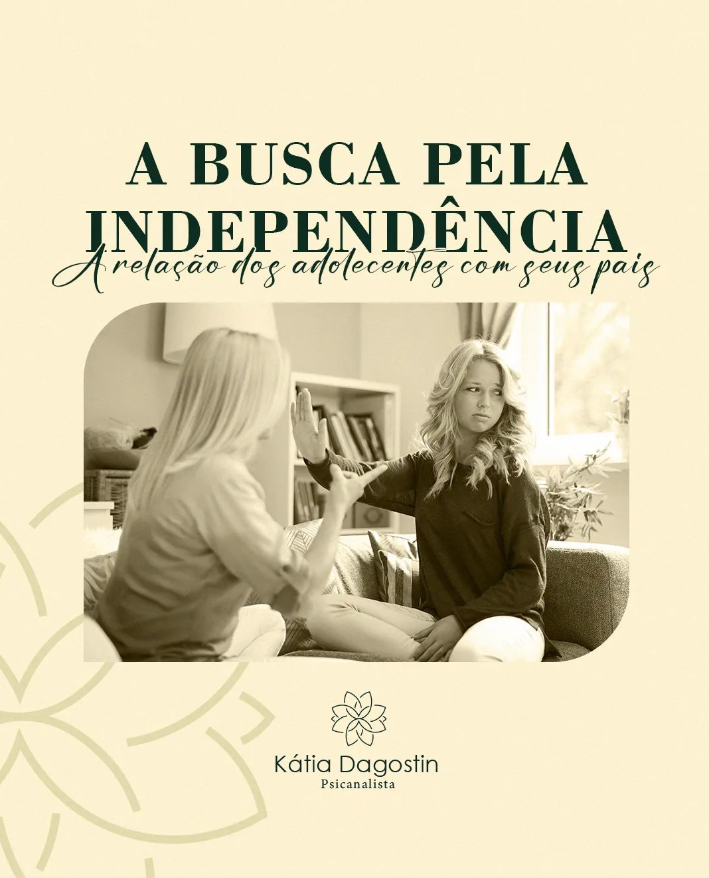 A BUSCA PELA
INDEPENDÊNCIA
A relação dos adolecentes com seus pais
Kátia Dagostin
Psicanalista